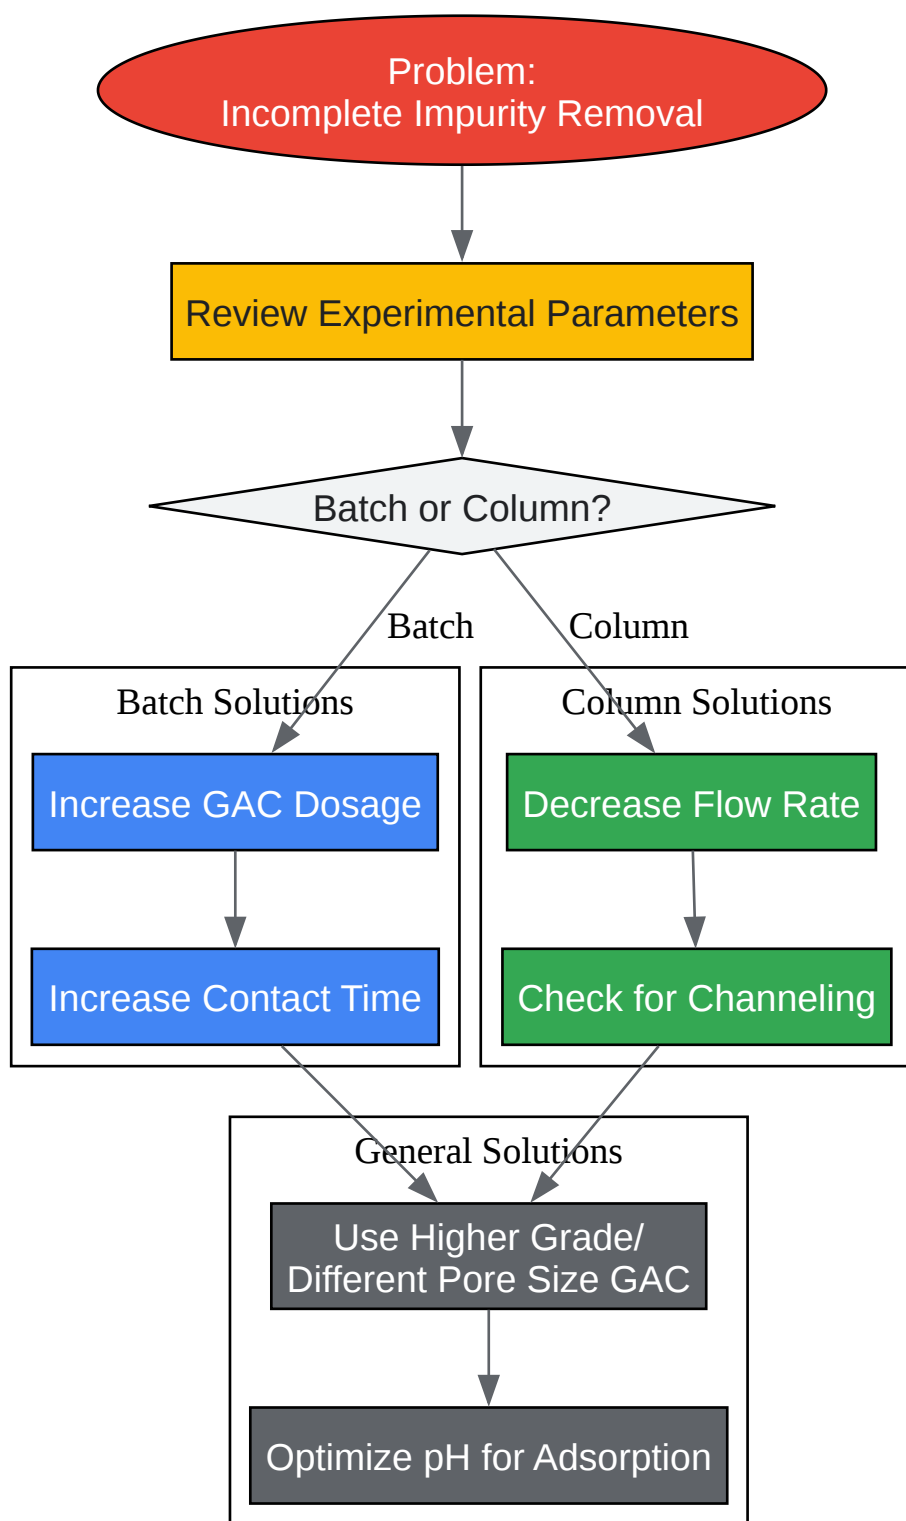 Problem:
Incomplete Impurity Removal
Review Experimental Parameters
Batch or Column?
Batch
Column
Batch Solutions
Column Solutions
Increase GAC Dosage
Decrease Flow Rate
Increase Contact Time
Check for Channeling
General Solutions
Use Higher Grade/
Different Pore Size GAC
Optimize pH for Adsorption